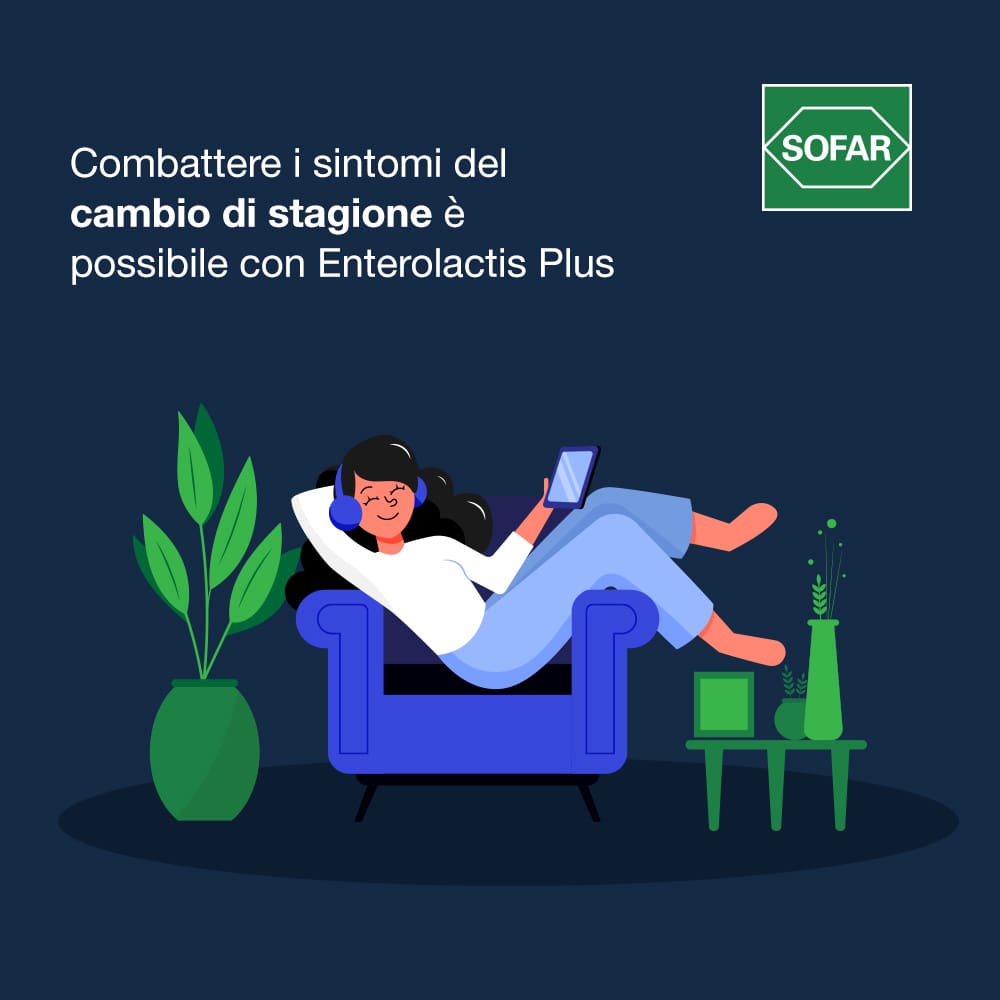 Combattere i sintomi del
cambio di stagione è
possibile con Enterolactis Plus
SOFAR